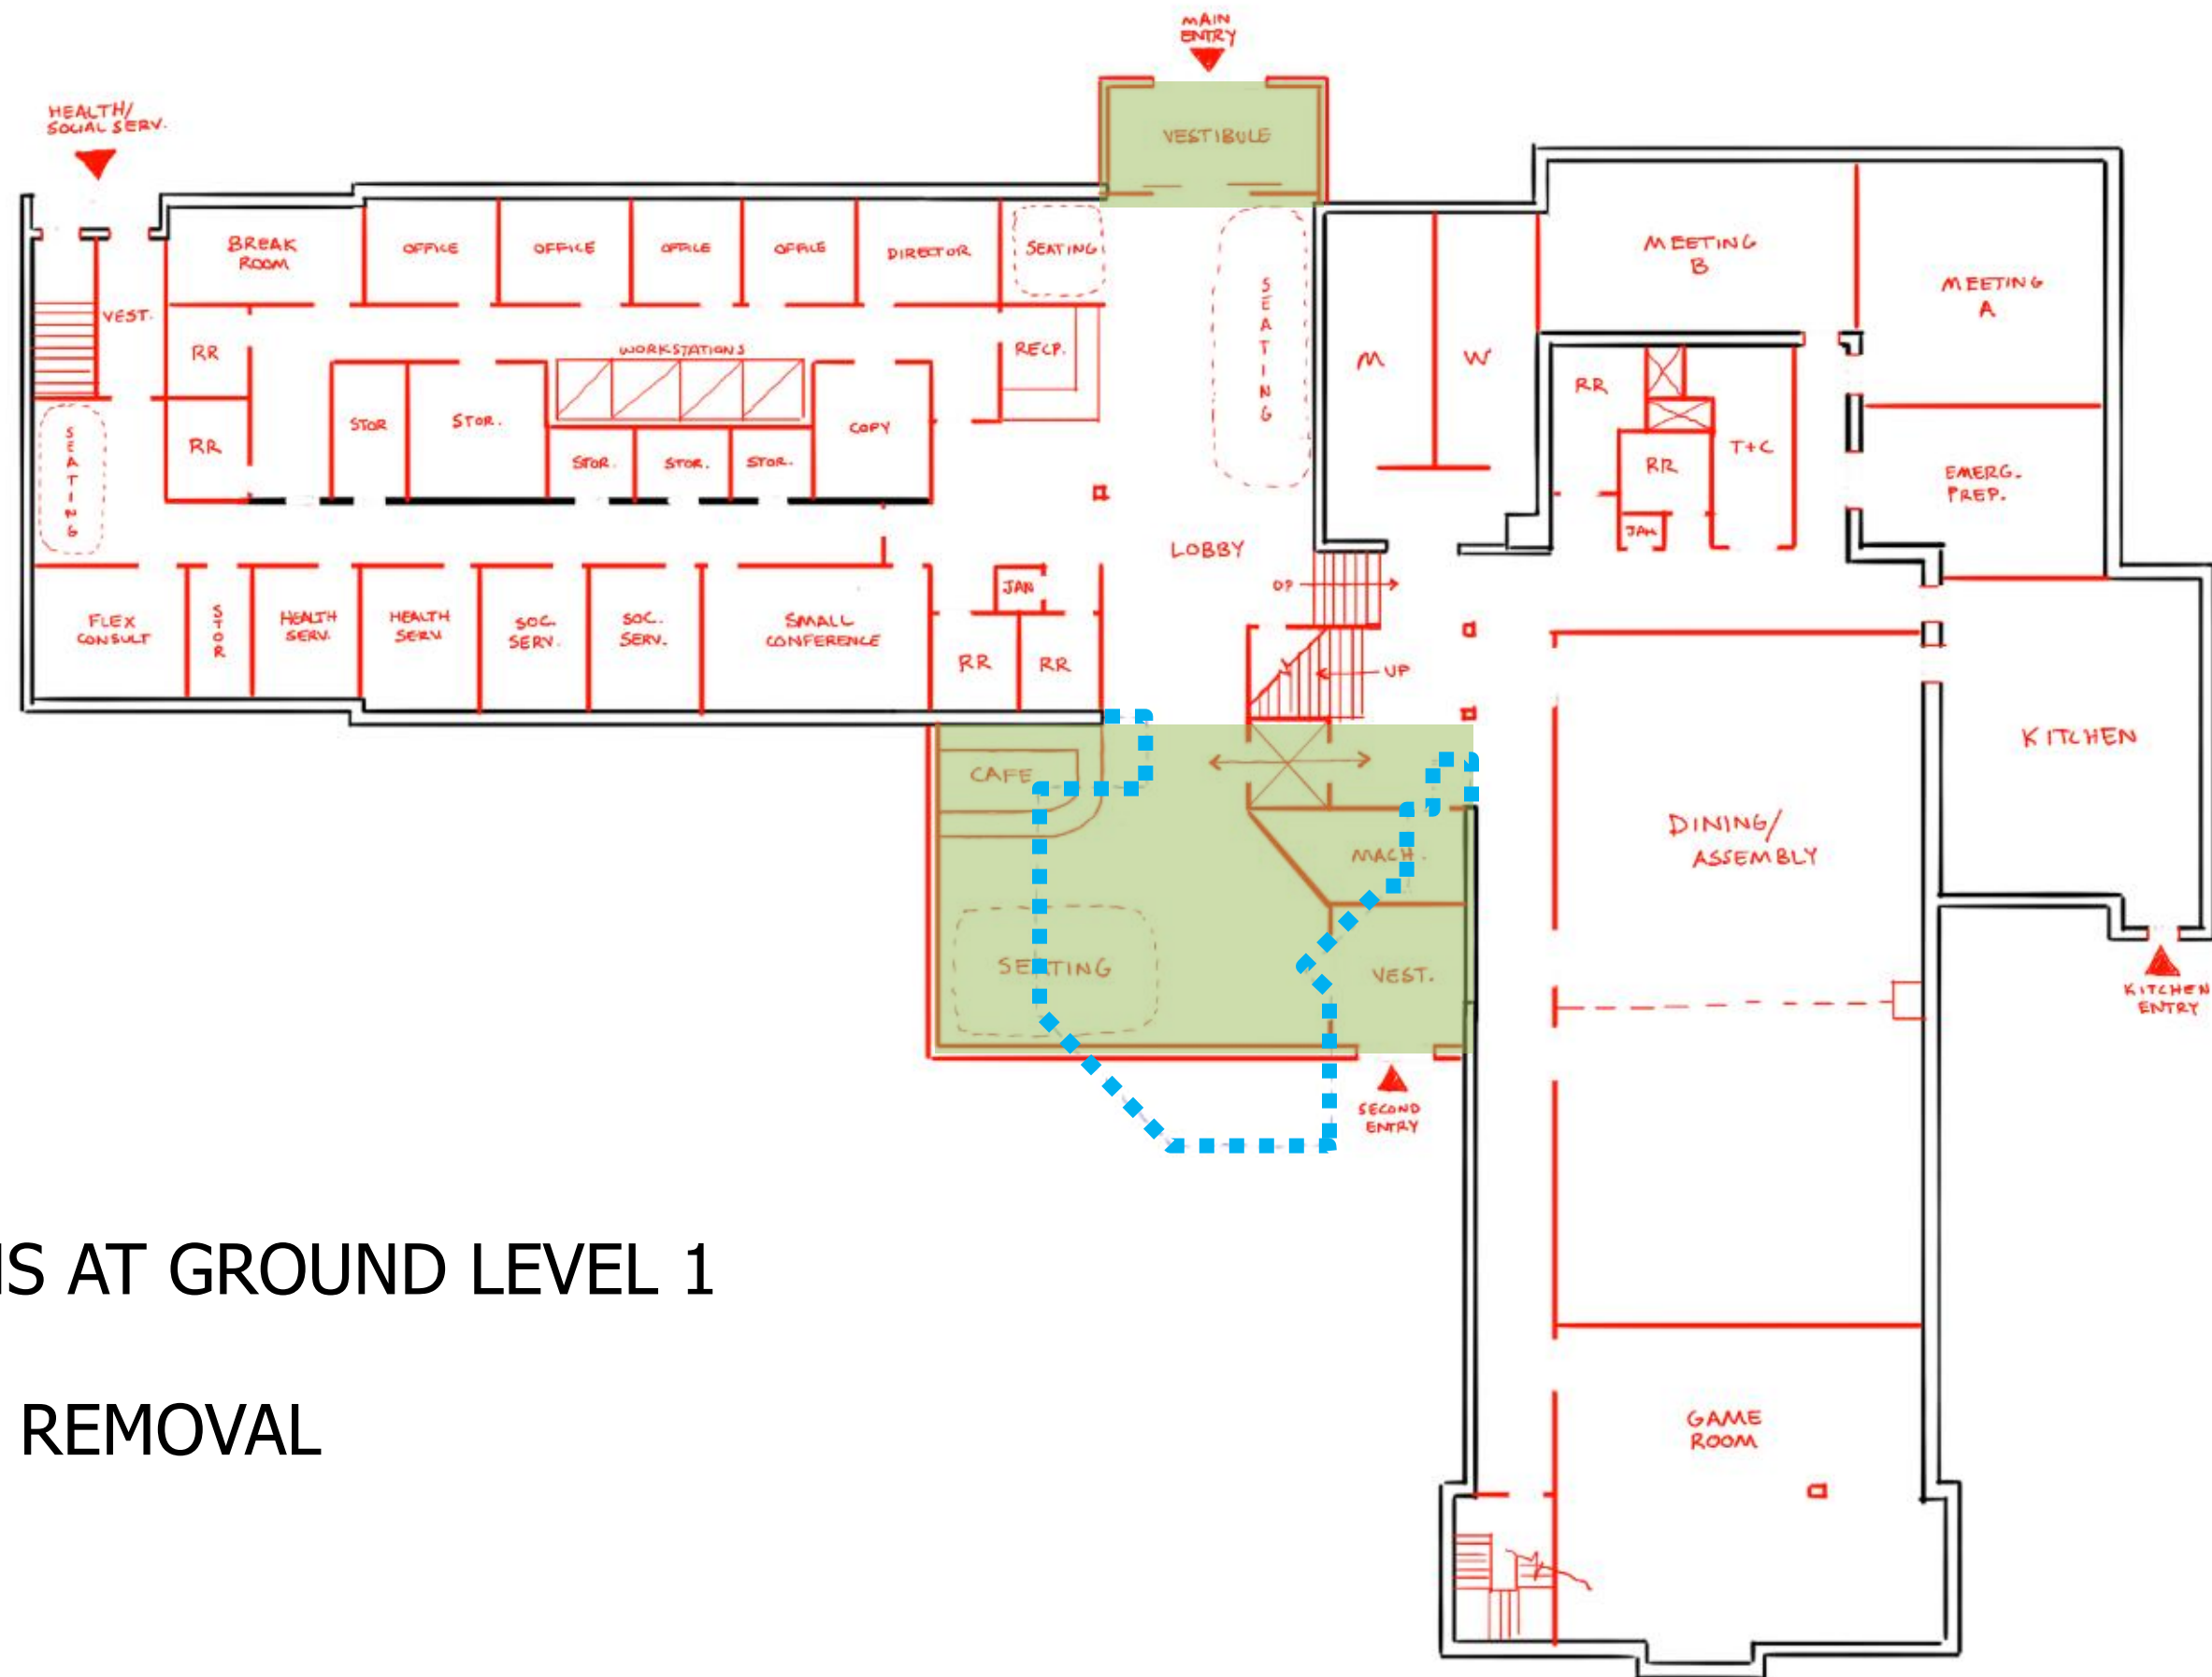 MAIN
ENTRY
HEALTH/
SOCIAL SERV.
VESTIBULE
BREAK
ROOM
OFFICE
OFFICE
OFFICE
OFFICE
DIRECTOR
SEATING
SEATING
MEETING
B
MEETING
A
VEST.
RR
WORKSTATIONS
RECP.
M
W
RR
STOR
STOR.
COPY
RR
SEATING
STOR.
STOR.
STOR.
T+C
RR
EMERG.
PREP.
JAN
LOBBY
UP
JAN
FLEX
CONSULT
STOR
HEALTH
SERV.
HEALTH
SERV.
SOC.
SERV.
SOC.
SERV.
SMALL
CONFERENCE
RR
RR
UP
KITCHEN
CAFE
DINING/
ASSEMBLY
MACH.
SEATING
VEST.
KITCHEN
ENTRY
SECOND
ENTRY
NS AT GROUND LEVEL 1
REMOVAL
GAME
ROOM